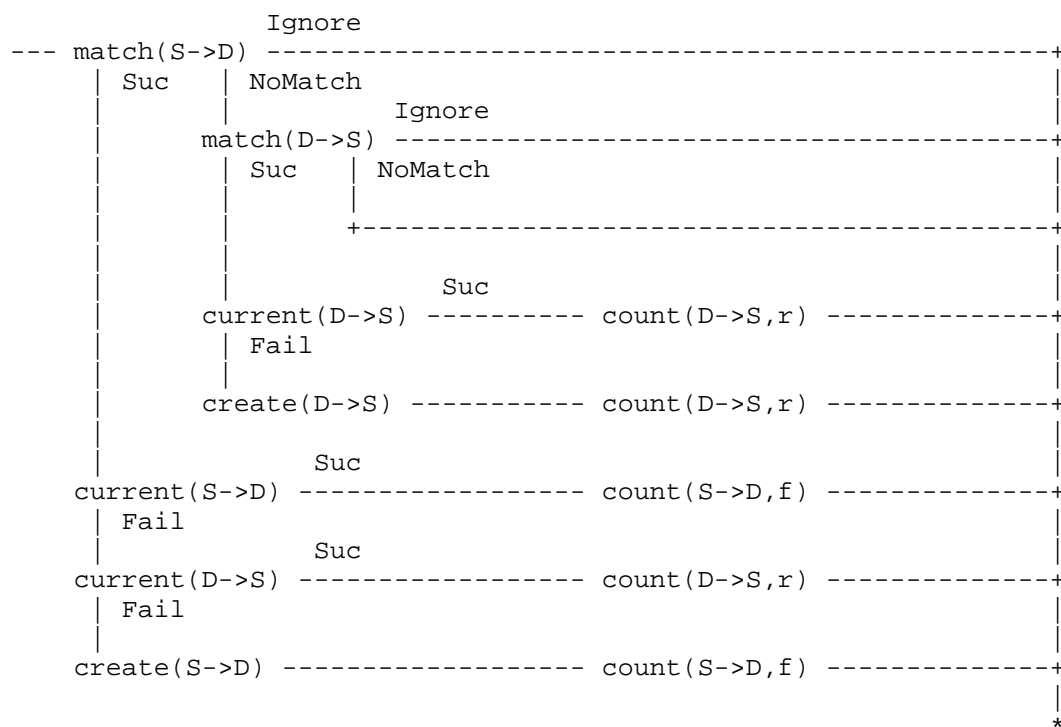 Ignore
--- match(S->D) -------------------------------------------------+
| Suc | NoMatch |
| | Ignore |
| match(D->S) -----------------------------------------+
| | Suc | NoMatch |
| | | |
| | +-------------------------------------------+
| | |
| | Suc |
| current(D->S) ---------- count(D->S,r) --------------+
| | Fail |
| | |
| create(D->S) ----------- count(D->S,r) --------------+
| |
| Suc |
current(S->D) ------------------ count(S->D,f) --------------+
| Fail |
| Suc |
current(D->S) ------------------ count(D->S,r) --------------+
| Fail |
| |
create(S->D) ------------------- count(S->D,f) --------------+
|
*